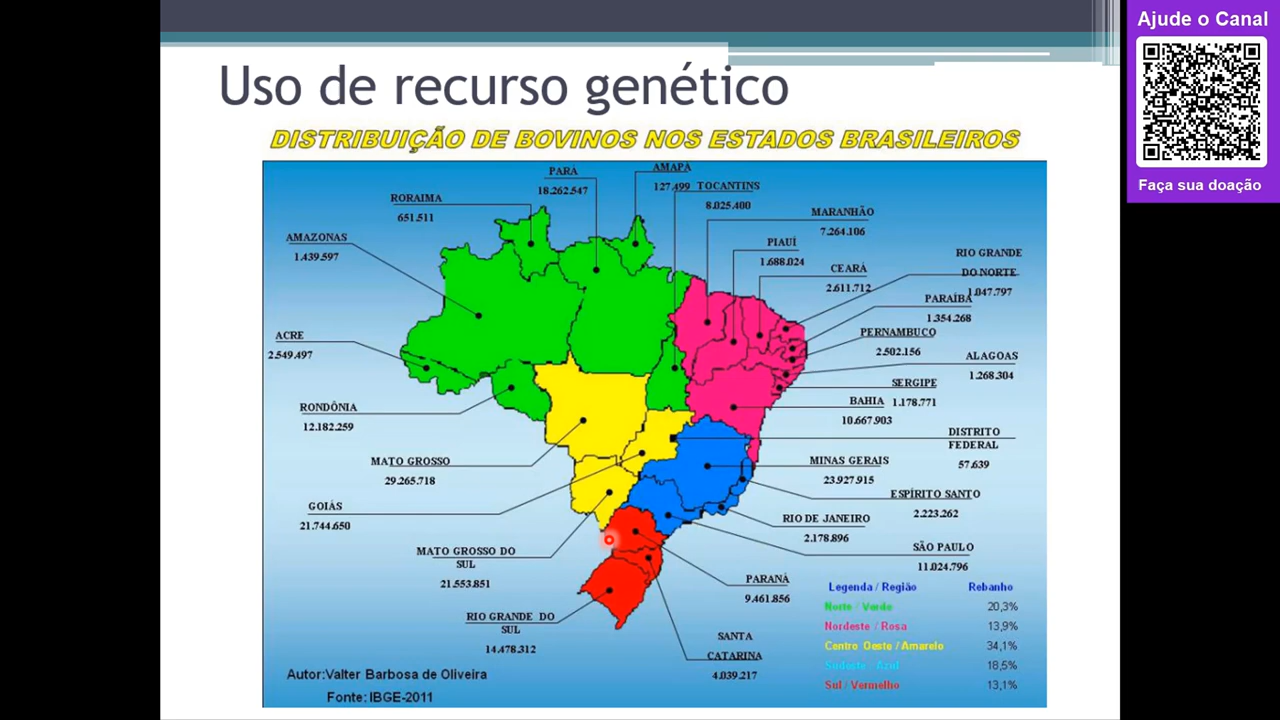 Ajude o Canal
Faça sua doação
Uso de recurso genético
DISTRIBUIÇÃO DE BOVINOS NOS ESTADOS BRASILEIROS
PARÁ
18.262.547
AMAPÁ
127.499
TOCANTINS
8.025.400
RORAIMA
651.511
MARANHÃO
7.264.106
AMAZONAS
1.439.597
PIAUÍ
1.688.024
RIO GRANDE
DO NORTE
1.047.797
CEARÁ
2.611.712
PARAÍBA
1.354.268
ACRE
2.549.497
PERNAMBUCO
2.502.156
ALAGOAS
1.268.304
SERGIPE
1.178.771
BAHIA
10.667.903
RONDÔNIA
12.182.259
DISTRITO
FEDERAL
57.639
MATO GROSSO
29.265.718
MINAS GERAIS
23.927.915
ESPÍRITO SANTO
2.223.262
GOIÁS
21.744.650
RIO DE JANEIRO
2.178.896
MATO GROSSO DO
SUL
21.553.851
SÃO PAULO
11.024.796
PARANÁ
9.461.856
RIO GRANDE DO
SUL
14.478.312
SANTA
CATARINA
4.039.217
Legenda / Região Rebanho
Norte / Verde 20,3%
Nordeste / Rosa 13,9%
Centro Oeste / Amarelo 34,1%
Sudeste / Azul 18,5%
Sul / Vermelho 13,1%
Autor:Valter Barbosa de Oliveira
Fonte: IBGE-2011